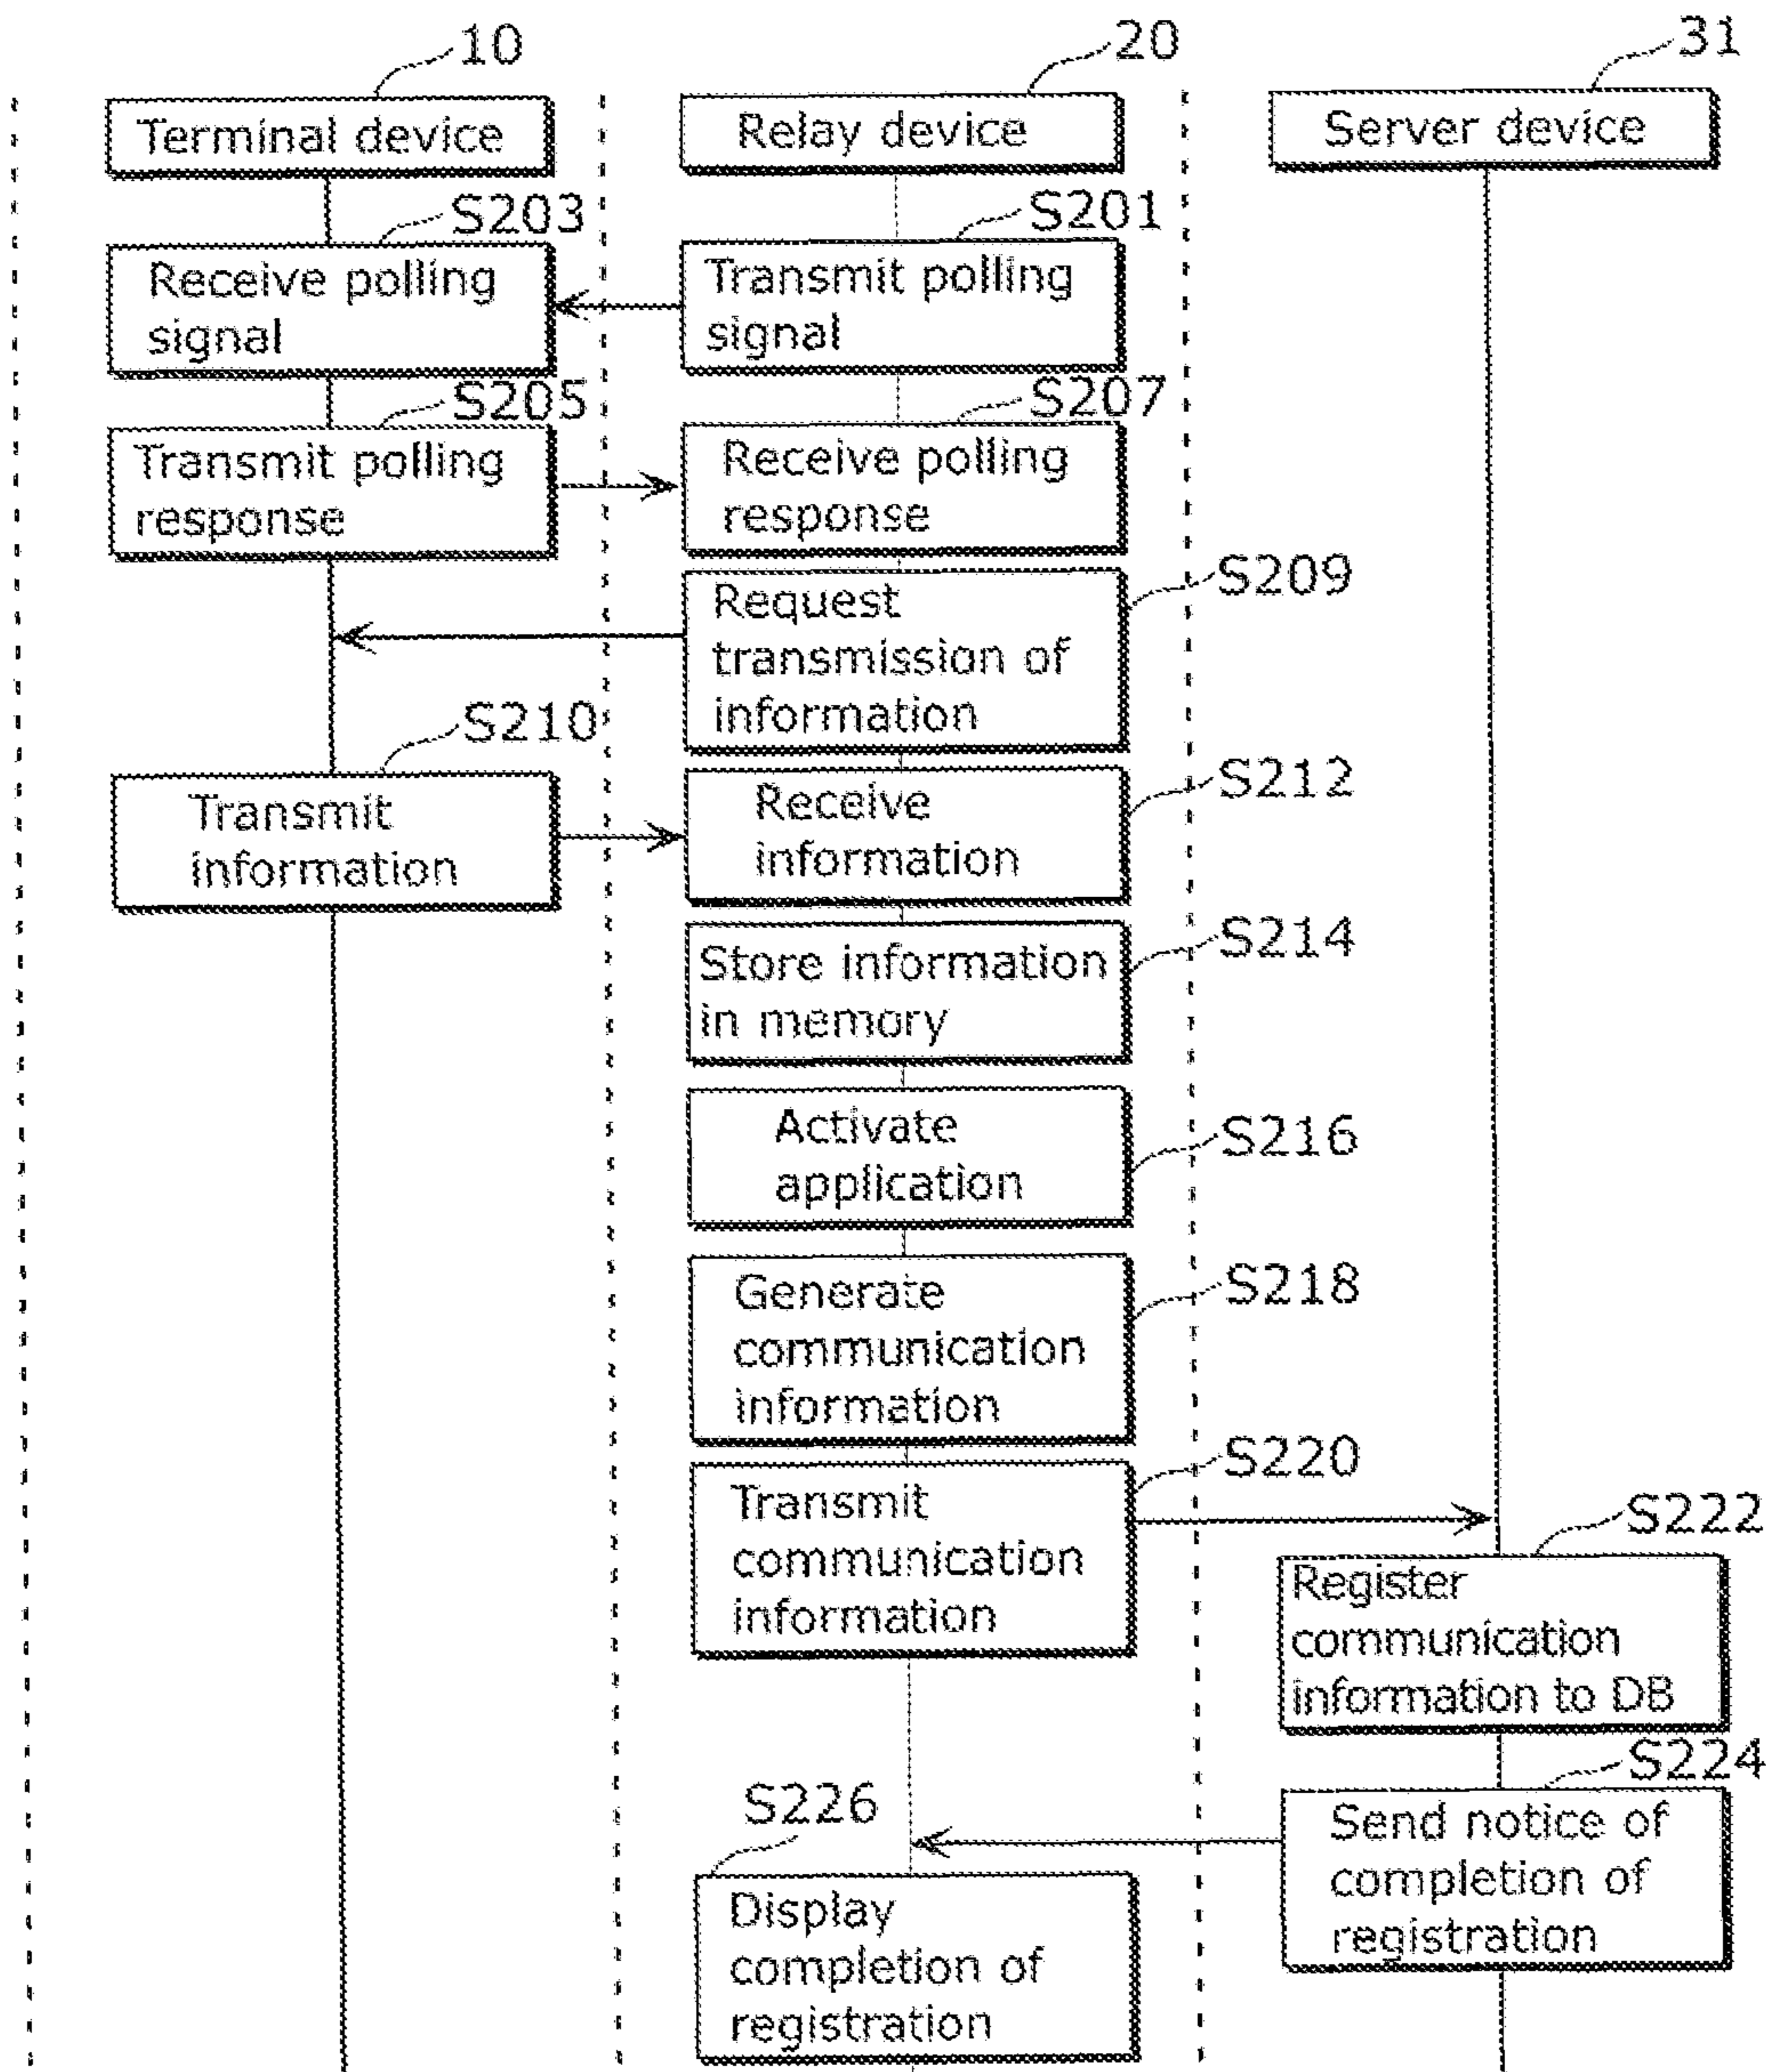 10
20
31
Terminal device
Relay device
Server device
S203
S201
Receive polling
signal
Transmit polling
signal
S205
S207
Transmit polling
response
Receive polling
response
S209
Request
transmission of
information
S210
S212
Transmit
information
Receive
information
S214
Store information
in memory
S216
Activate
application
S218
Generate
communication
information
S220
Transmit
communication
information
S222
Register
communication
information to DB
S224
S226
Send notice of
completion of
registration
Display
completion of
registration